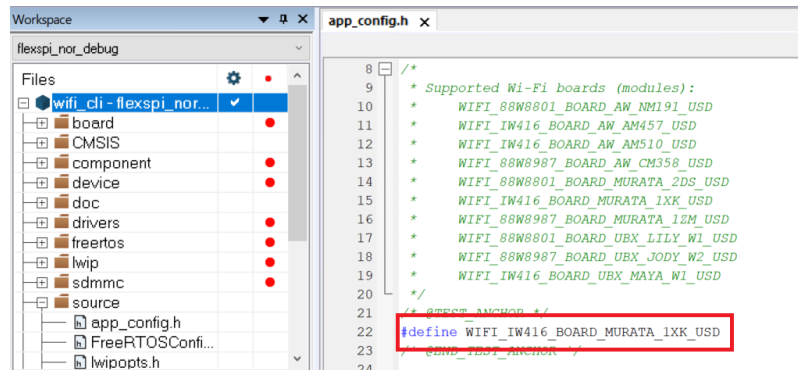 Workspace
flexspi_nor_debug
Files
wifi_cli - flexspi_nor...
board
CMSIS
component
device
doc
drivers
freertos
lwip
sdmmc
source
app_config.h
FreeRTOSConfi...
lwipopts.h
app_config.h x
8 /*
9 * Supported Wi-Fi boards (modules):
10 * WIFI_88W8801_BOARD_AW_NM191_USD
11 * WIFI_IW416_BOARD_AW_AM457_USD
12 * WIFI_IW416_BOARD_AW_AM510_USD
13 * WIFI_88W8987_BOARD_AW_CM358_USD
14 * WIFI_88W8801_BOARD_MURATA_2DS_USD
15 * WIFI_IW416_BOARD_MURATA_1XK_USD
16 * WIFI_88W8987_BOARD_MURATA_1ZM_USD
17 * WIFI_88W8801_BOARD_UBX_LILY_W1_USD
18 * WIFI_88W8987_BOARD_UBX_JODY_W2_USD
19 * WIFI_IW416_BOARD_UBX_MAYA_W1_USD
20 */
21 /* @TEST_ANCHOR */
22 #define WIFI_IW416_BOARD_MURATA_1XK_USD
23 /* @END_TEST_ANCHOR */
24